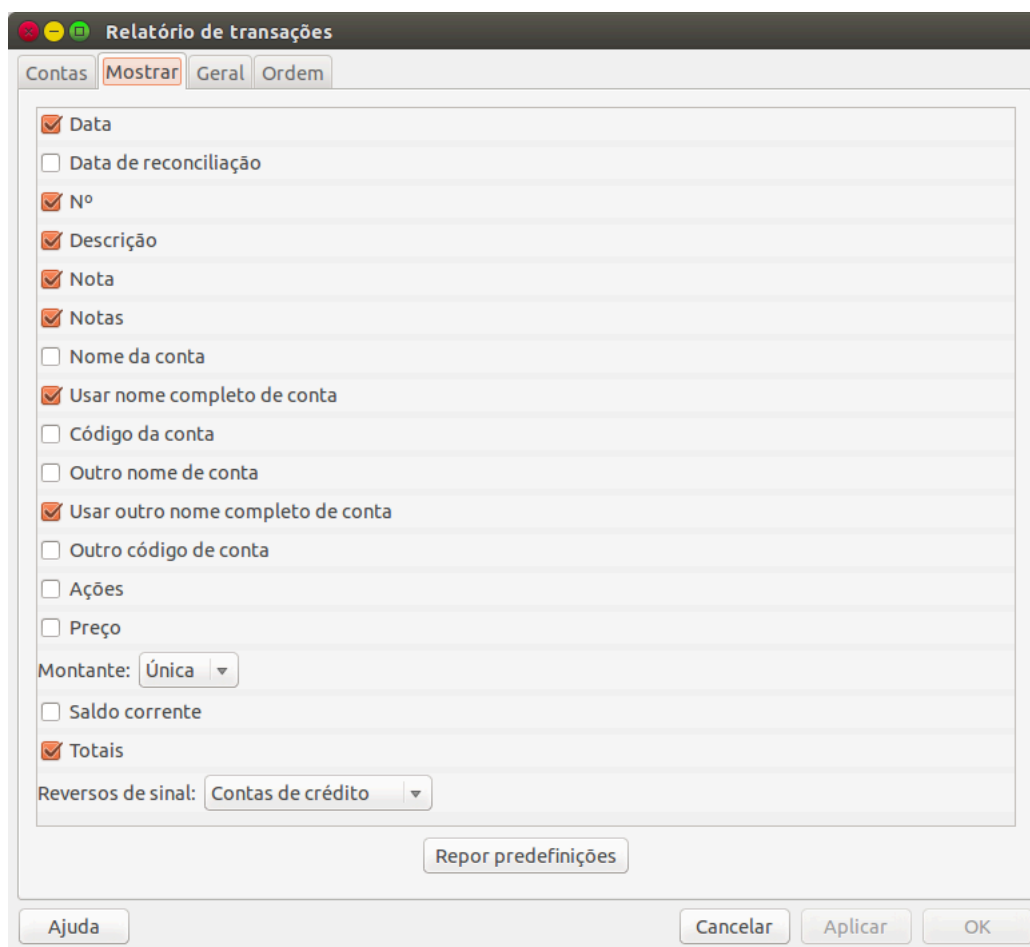 Relatório de transações
Contas Mostrar Geral Ordem
Data
Data de reconciliação
Nº
Descrição
Nota
Notas
Nome da conta
Usar nome completo de conta
Código da conta
Outro nome de conta
Usar outro nome completo de conta
Outro código de conta
Ações
Preço
Montante: Única
Saldo corrente
Totais
Reversos de sinal: Contas de crédito
Repor predefinições
Ajuda Cancelar Aplicar OK